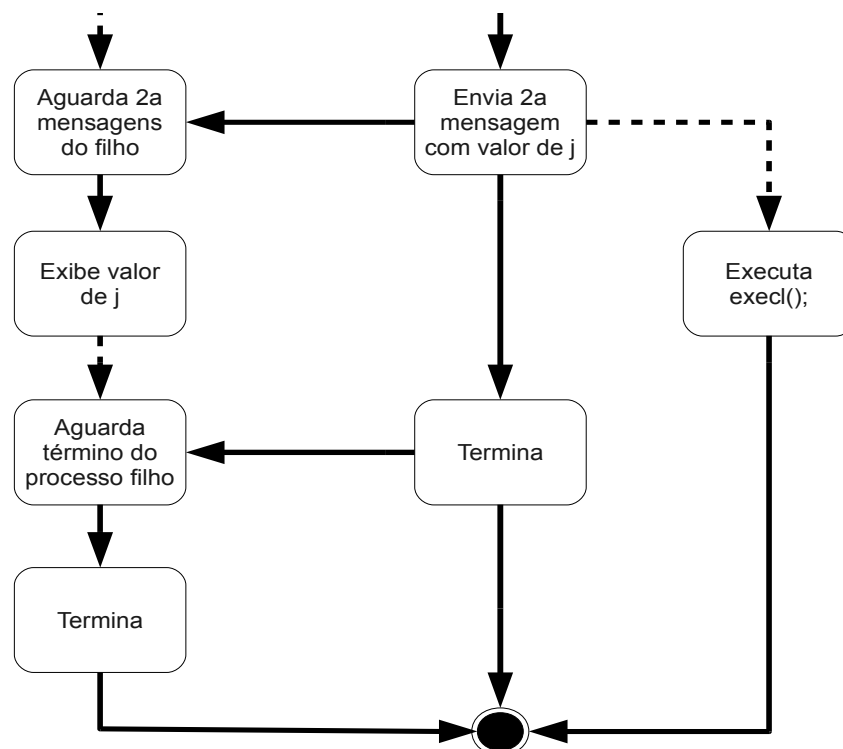 Aguarda 2a
mensagens
do filho
Envia 2a
mensagem
com valor de j
Exibe valor
de j
Executa
execl();
Aguarda
término do
processo filho
Termina
Termina